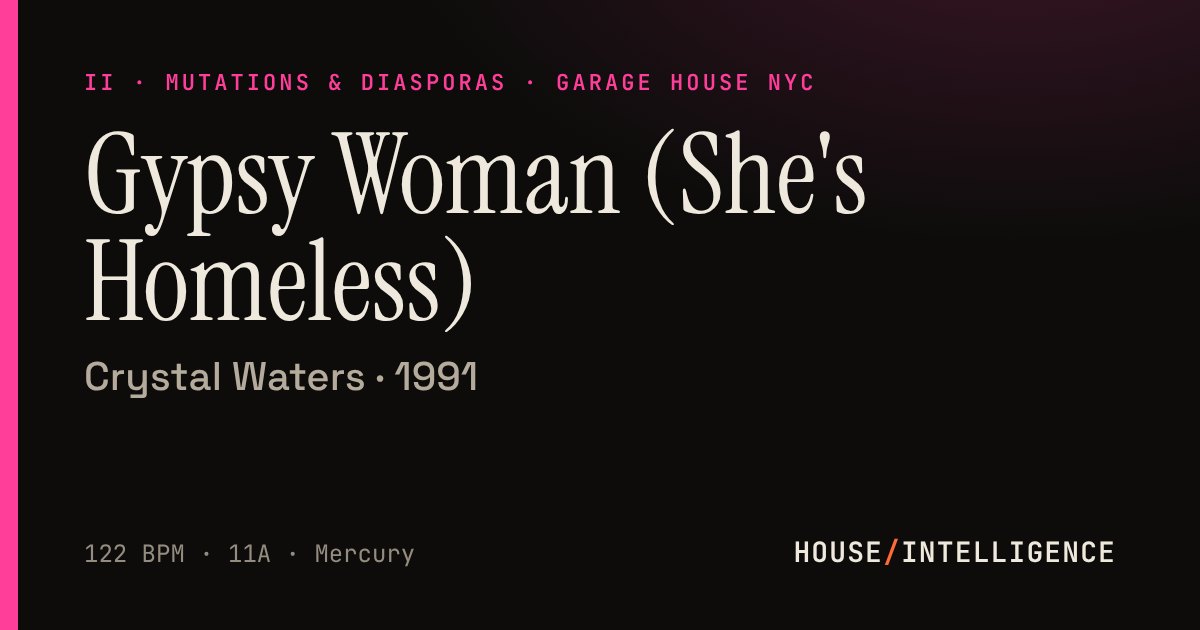 II · MUTATIONS & DIASPORAS · GARAGE HOUSE NYC
Gypsy Woman (She's
Homeless)
Crystal Waters · 1991
122 BPM · 11A · Mercury
HOUSE/INTELLIGENCE